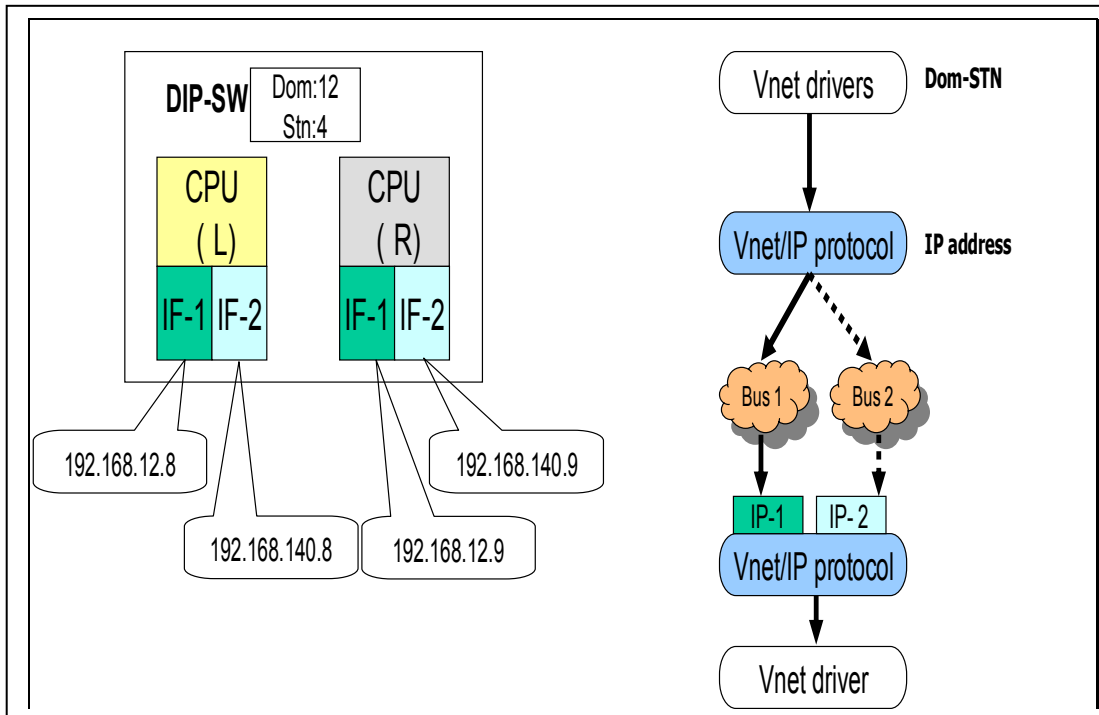 DIP-SW
Dom:12
Stn:4
CPU
( L)
CPU
( R)
IF-1
IF-2
IF-1
IF-2
192.168.12.8
192.168.140.9
192.168.140.8
192.168.12.9
Vnet drivers
Dom-STN
Vnet/IP protocol
IP address
Bus 1
Bus 2
IP-1
IP- 2
Vnet/IP protocol
Vnet driver